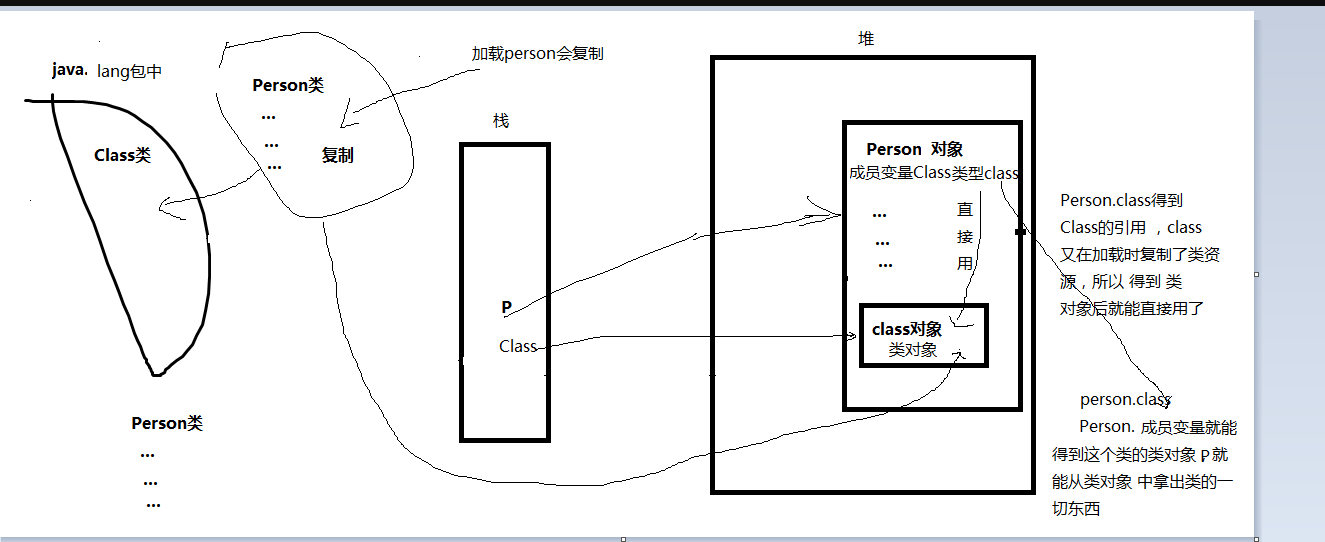 java. lang包中
Class类
Person类
...
...
...
Person类
...
...
...
复制
加载person会复制
栈
P
Class
堆
Person 对象
成员变量Class类型class
...
...
...
直
接
用
class对象
类对象
Person.class得到
Class的引用 ，class
又在加载时复制了类资
源，所以 得到 类
对象后就能直接用了
person.class
Person. 成员变量就能
得到这个类的类对象 P 就
能从类对象 中拿出类的一
切东西